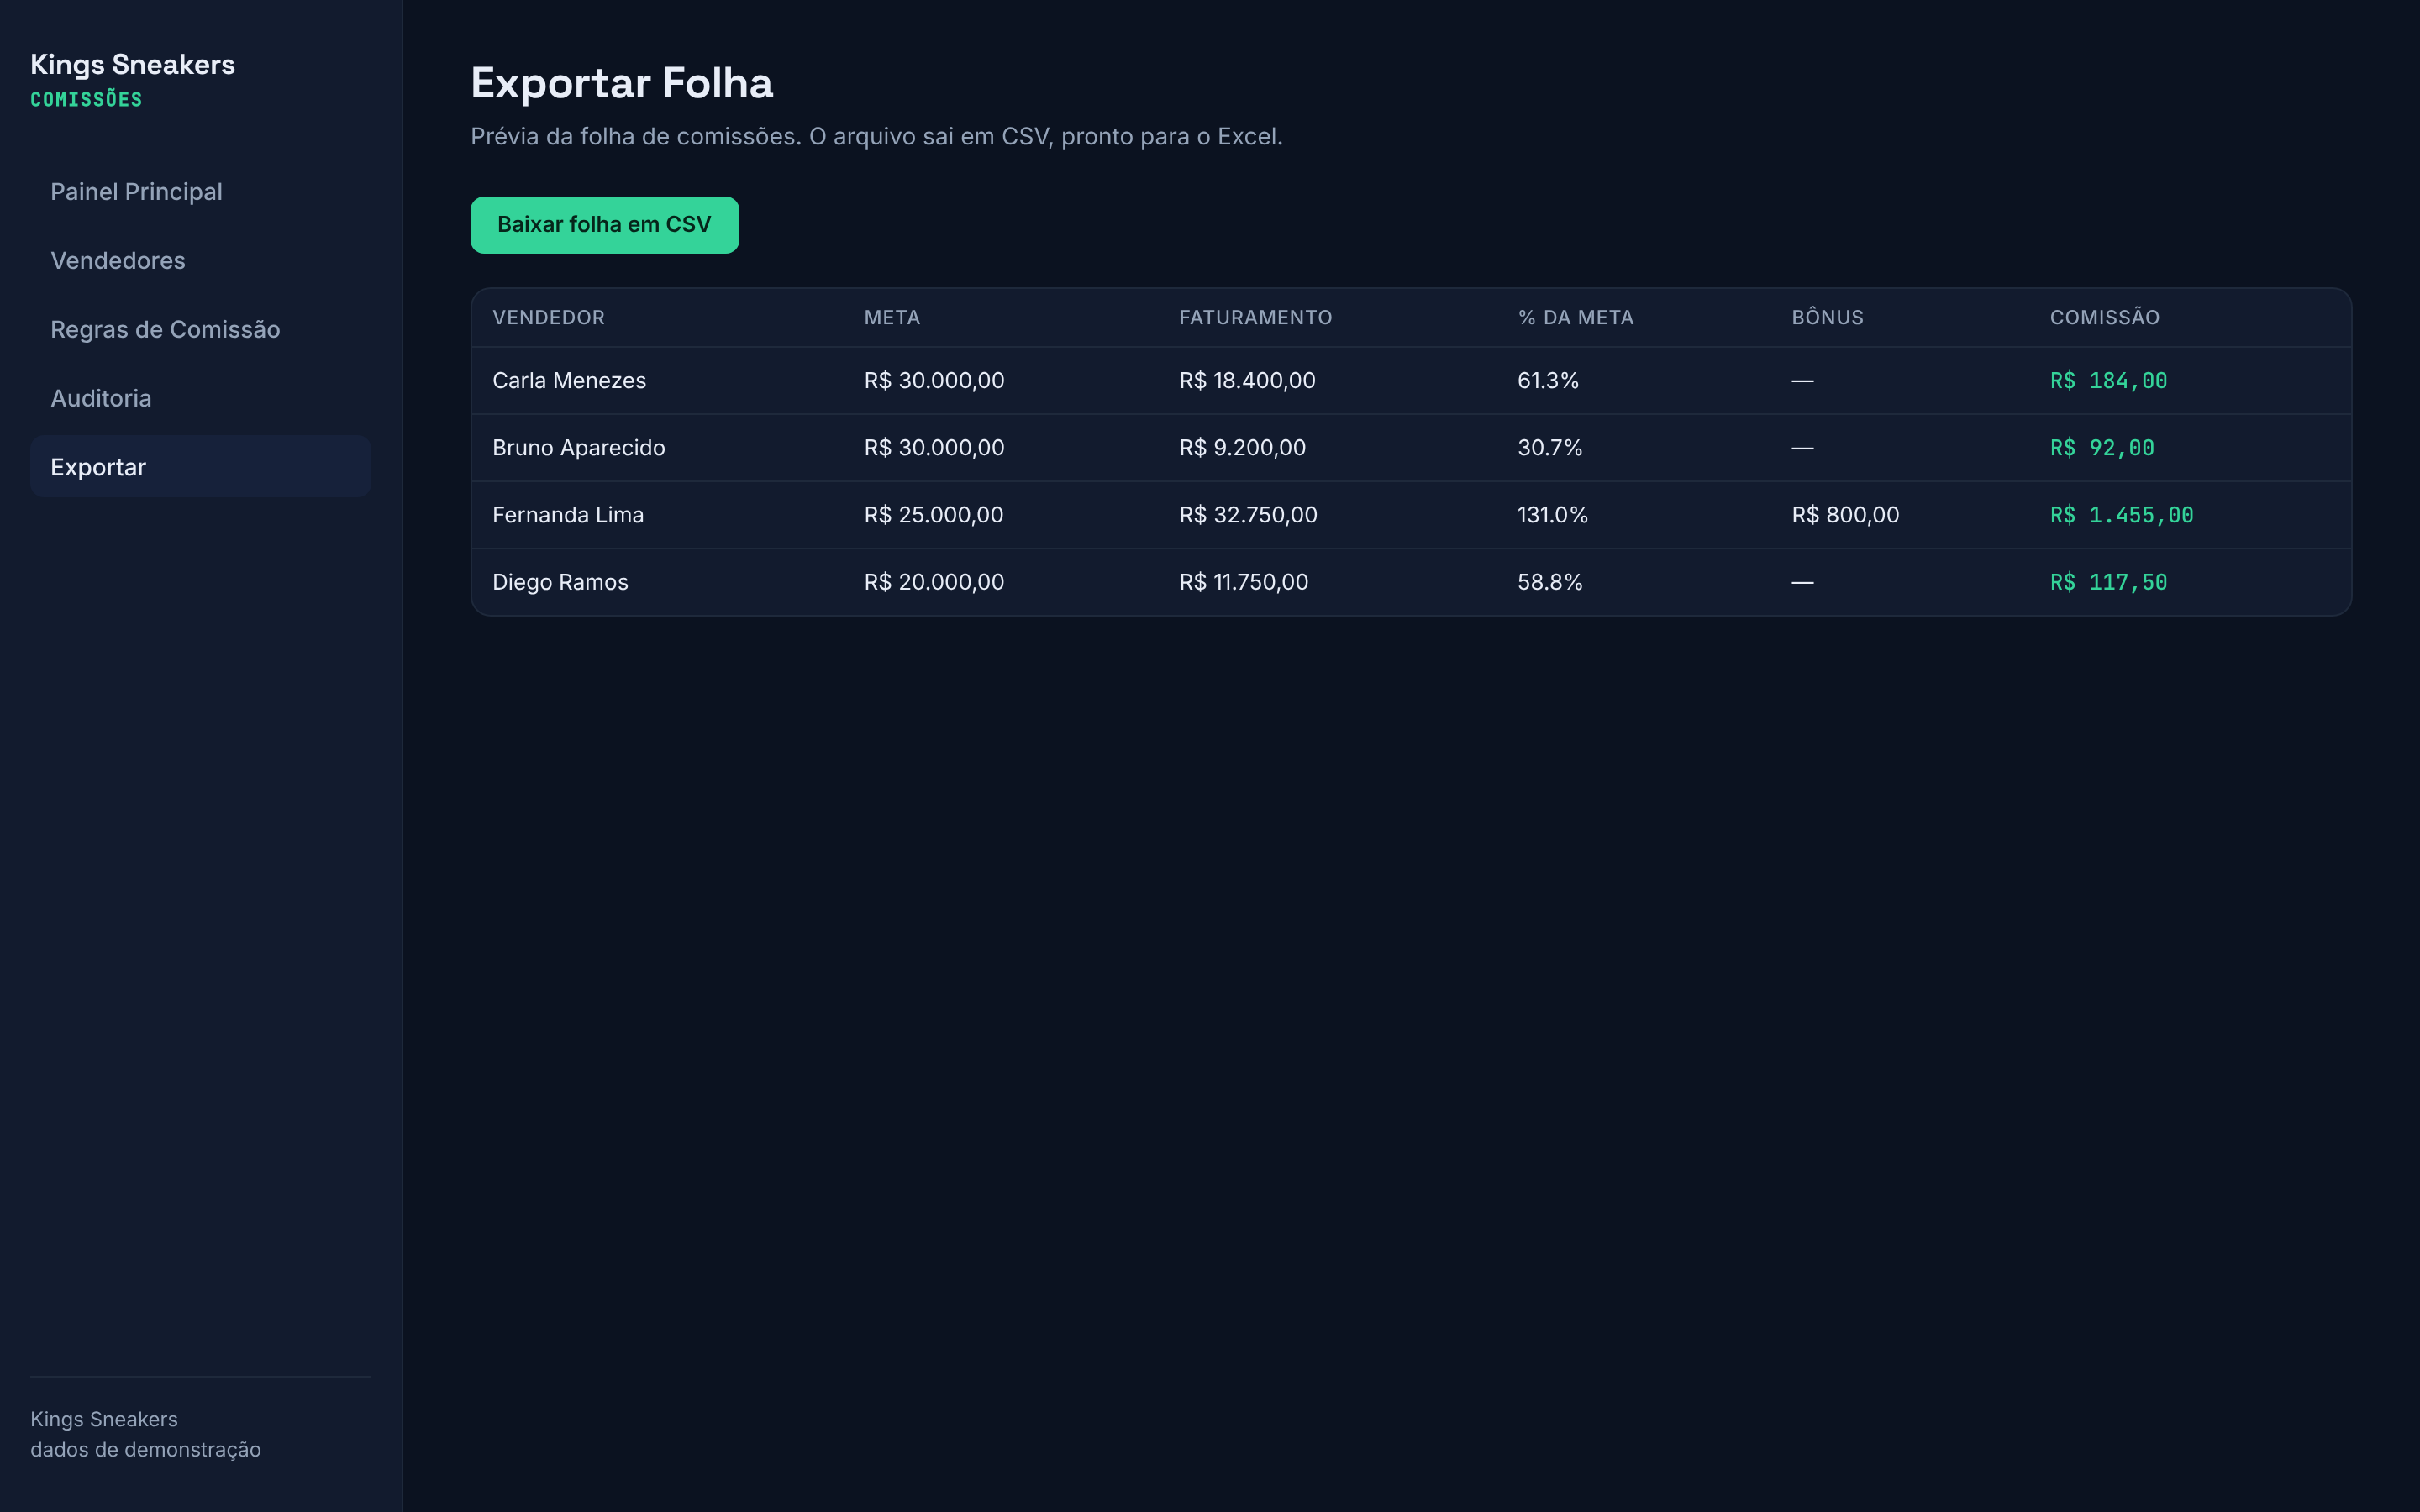 Kings Sneakers
COMISSÕES
Painel Principal
Vendedores
Regras de Comissão
Auditoria
Exportar
Kings Sneakers
dados de demonstração
Exportar Folha
Prévia da folha de comissões. O arquivo sai em CSV, pronto para o Excel.
Baixar folha em CSV
VENDEDOR META FATURAMENTO % DA META BÔNUS COMISSÃO
Carla Menezes R$ 30.000,00 R$ 18.400,00 61.3% — R$ 184,00
Bruno Aparecido R$ 30.000,00 R$ 9.200,00 30.7% — R$ 92,00
Fernanda Lima R$ 25.000,00 R$ 32.750,00 131.0% R$ 800,00 R$ 1.455,00
Diego Ramos R$ 20.000,00 R$ 11.750,00 58.8% — R$ 117,50